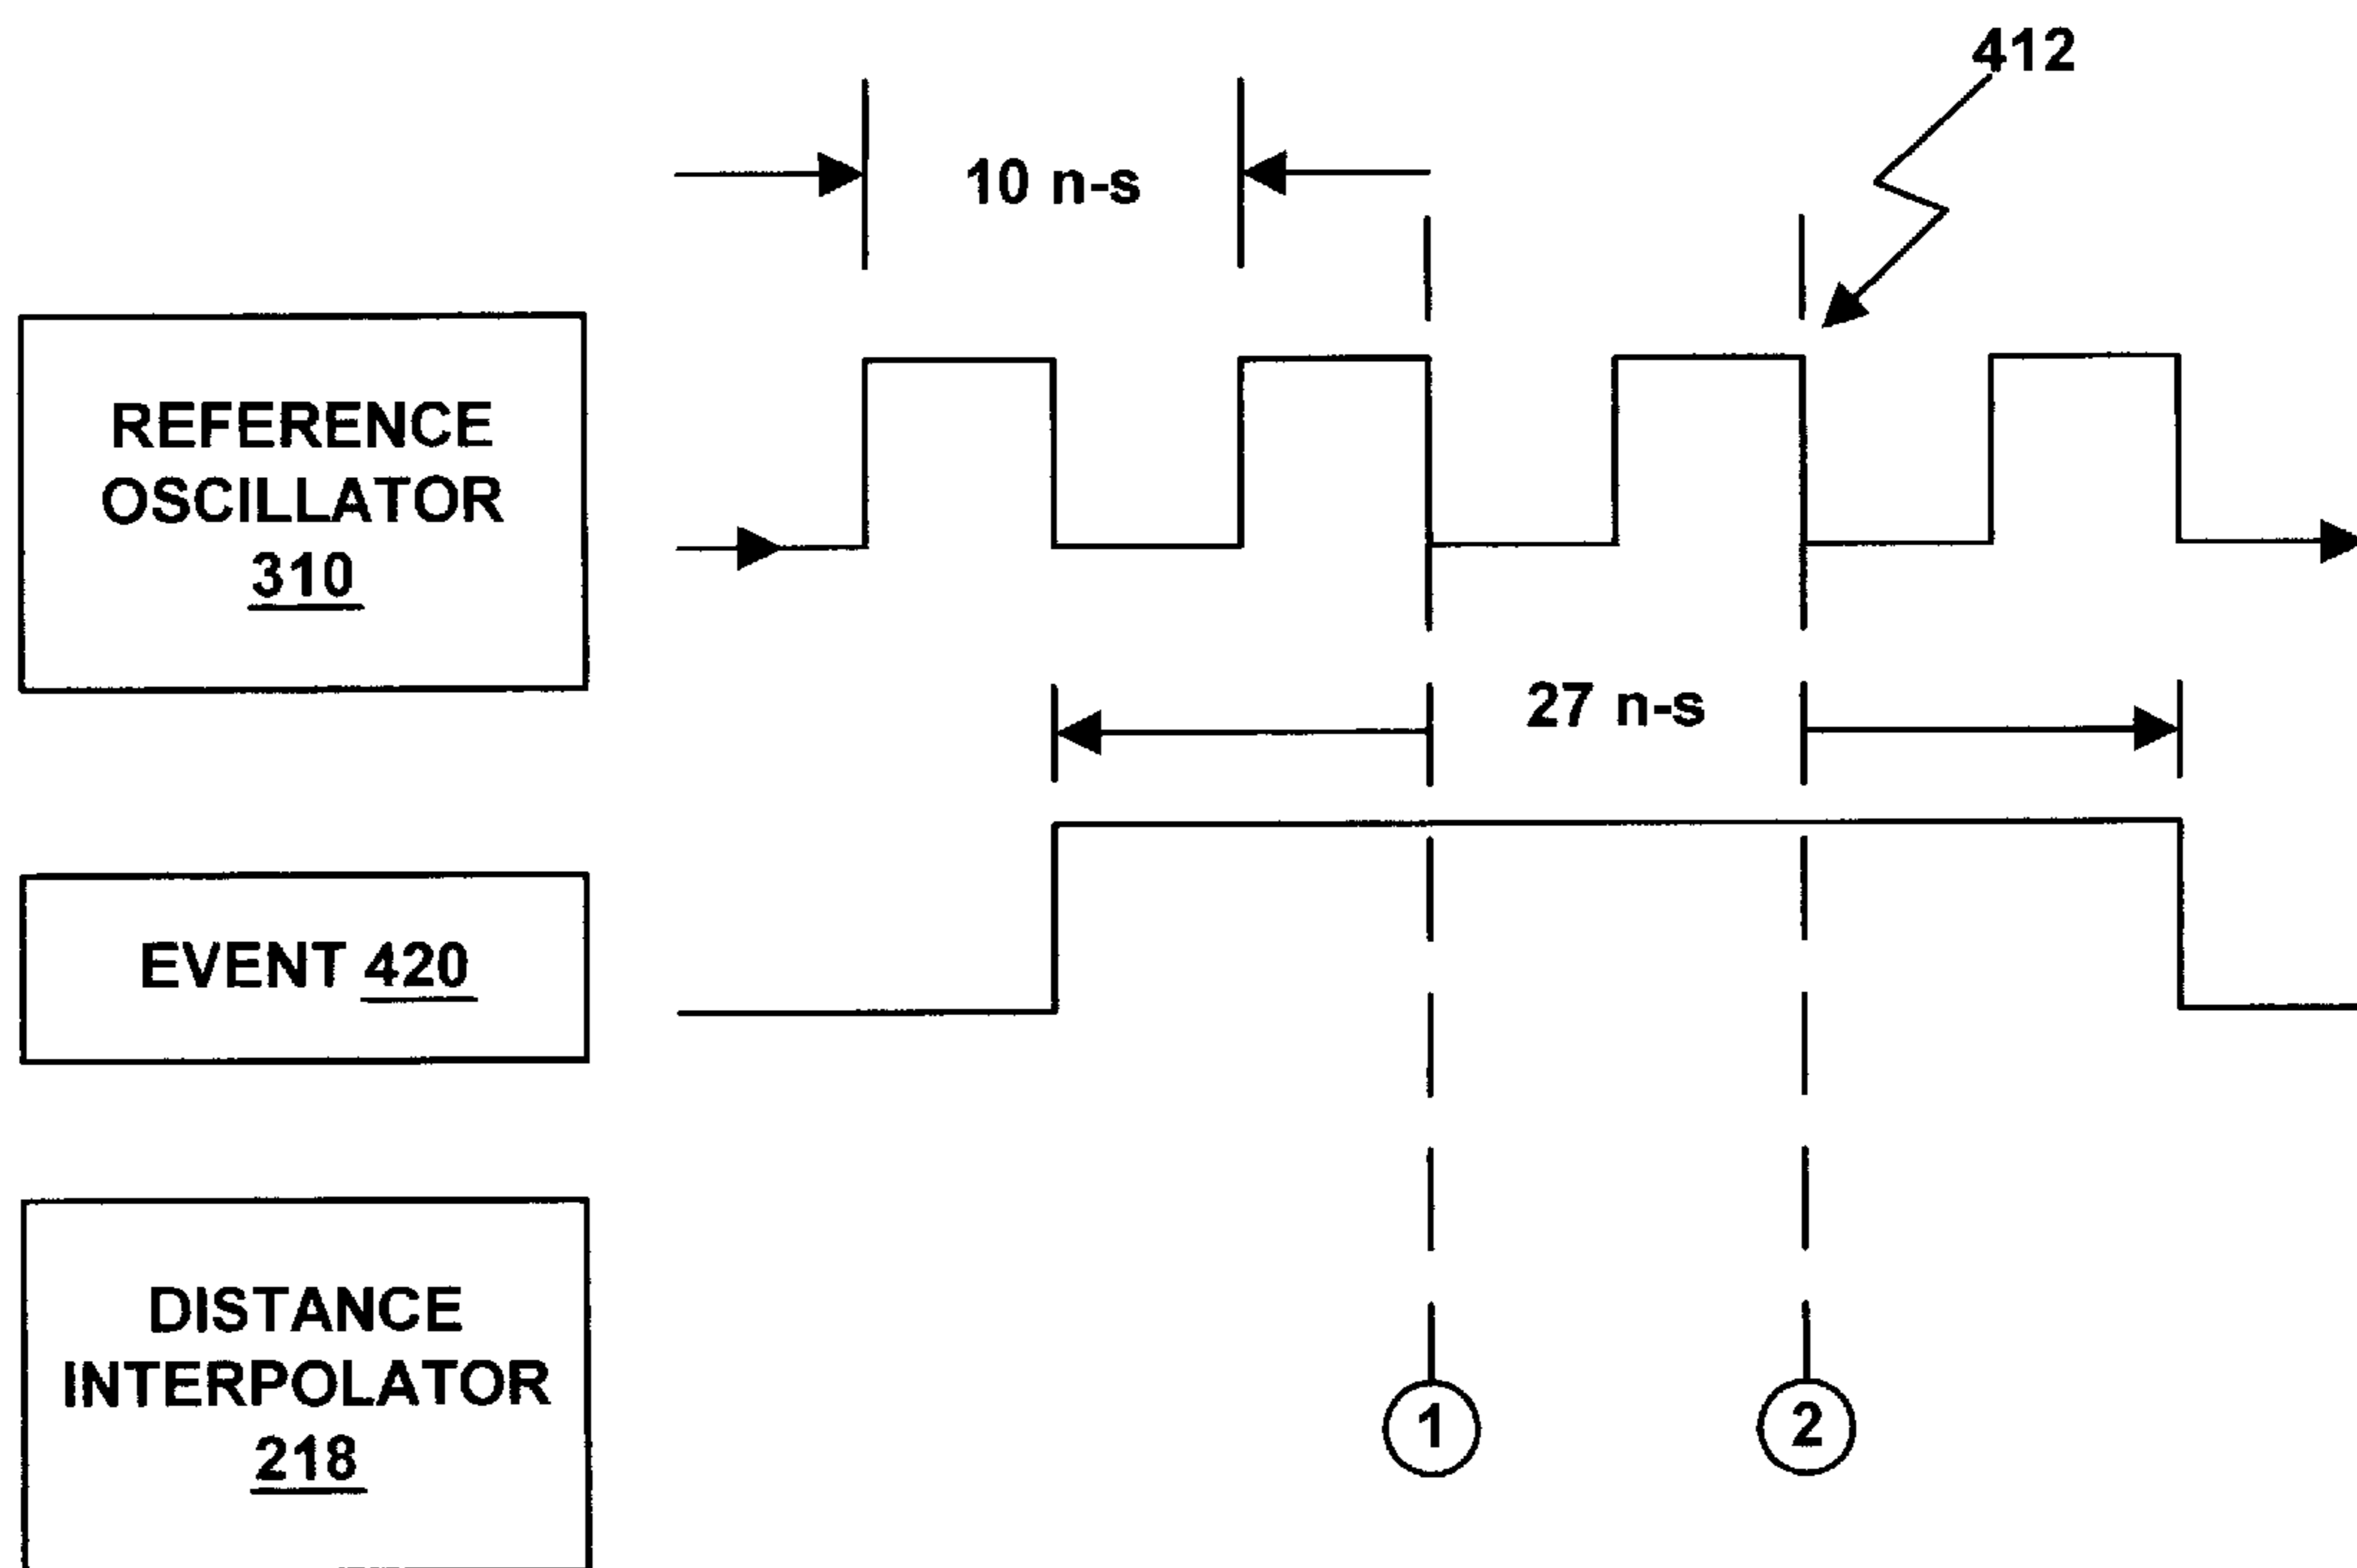 412
10 n-s
REFERENCE
OSCILLATOR
310
27 n-s
EVENT 420
DISTANCE
INTERPOLATOR
218
1
2